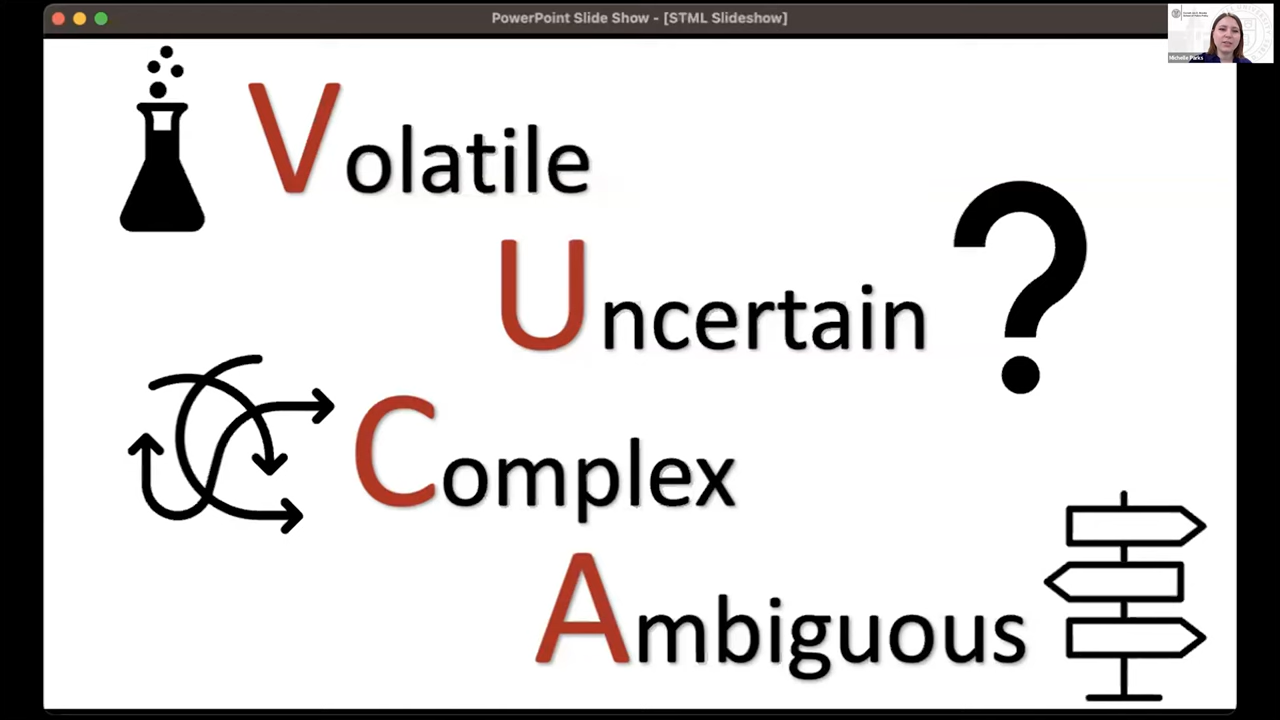 PowerPoint Slide Show - [STML Slideshow]
Volatile
Uncertain
?
Complex
Ambiguous
Michelle Parks